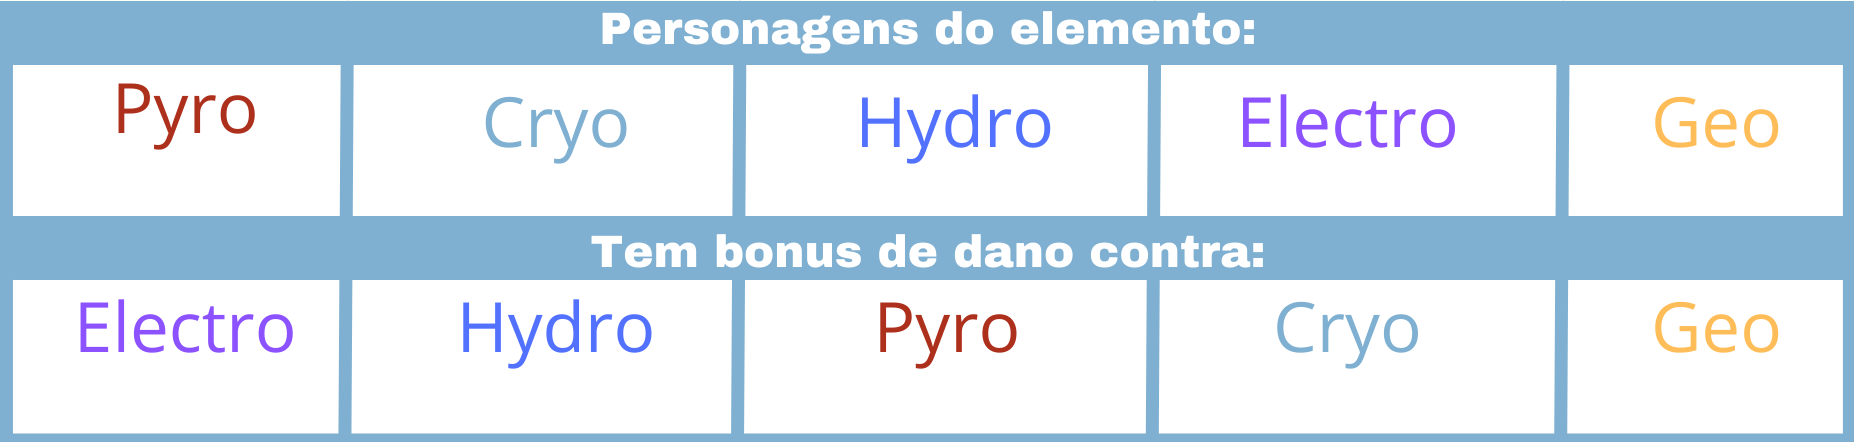 Personagens do elemento:
Pyro Cryo Hydro Electro Geo
Tem bonus de dano contra:
Electro Hydro Pyro Cryo Geo